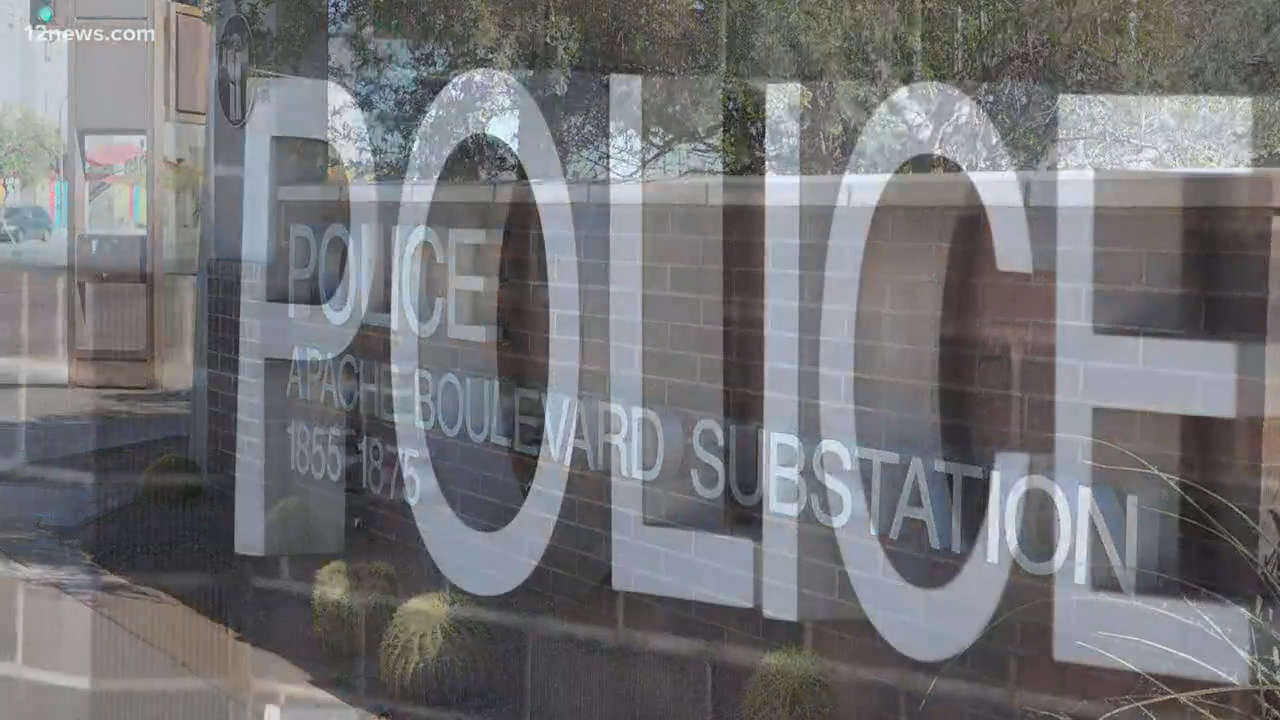 12news.com
POLICE
POLICE
APACHE BOULEVARD SUBSTATION
1855-1875